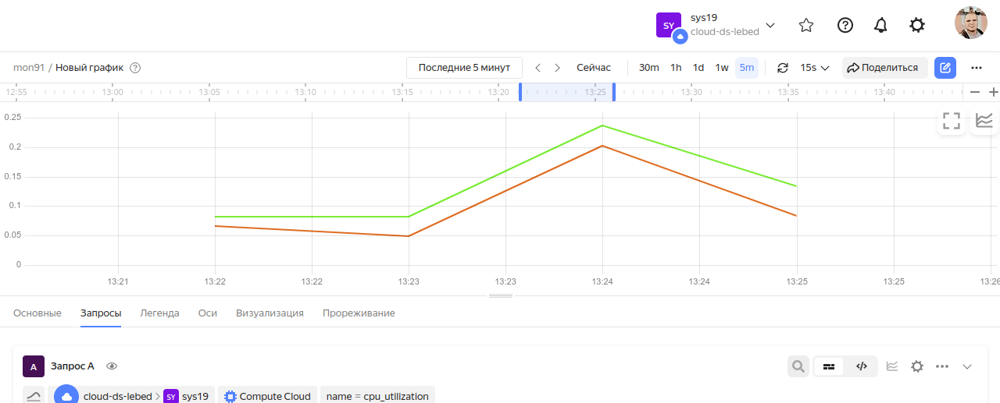 SY sys19
cloud-ds-lebed
mon91 / Новый график
Последние 5 минут Сейчас 30m 1h 1d 1w 5m 15s Поделиться
12:55 13:00 13:05 13:10 13:15 13:20 13:25 13:30 13:35 13:40
0.25
0.2
0.15
0.1
0.05
0
13:21 13:22 13:22 13:23 13:23 13:24 13:24 13:25 13:25 13:26
Основные Запросы Легенда Оси Визуализация Прореживание
A Запрос A
cloud-ds-lebed SY sys19 Compute Cloud name = cpu_utilization